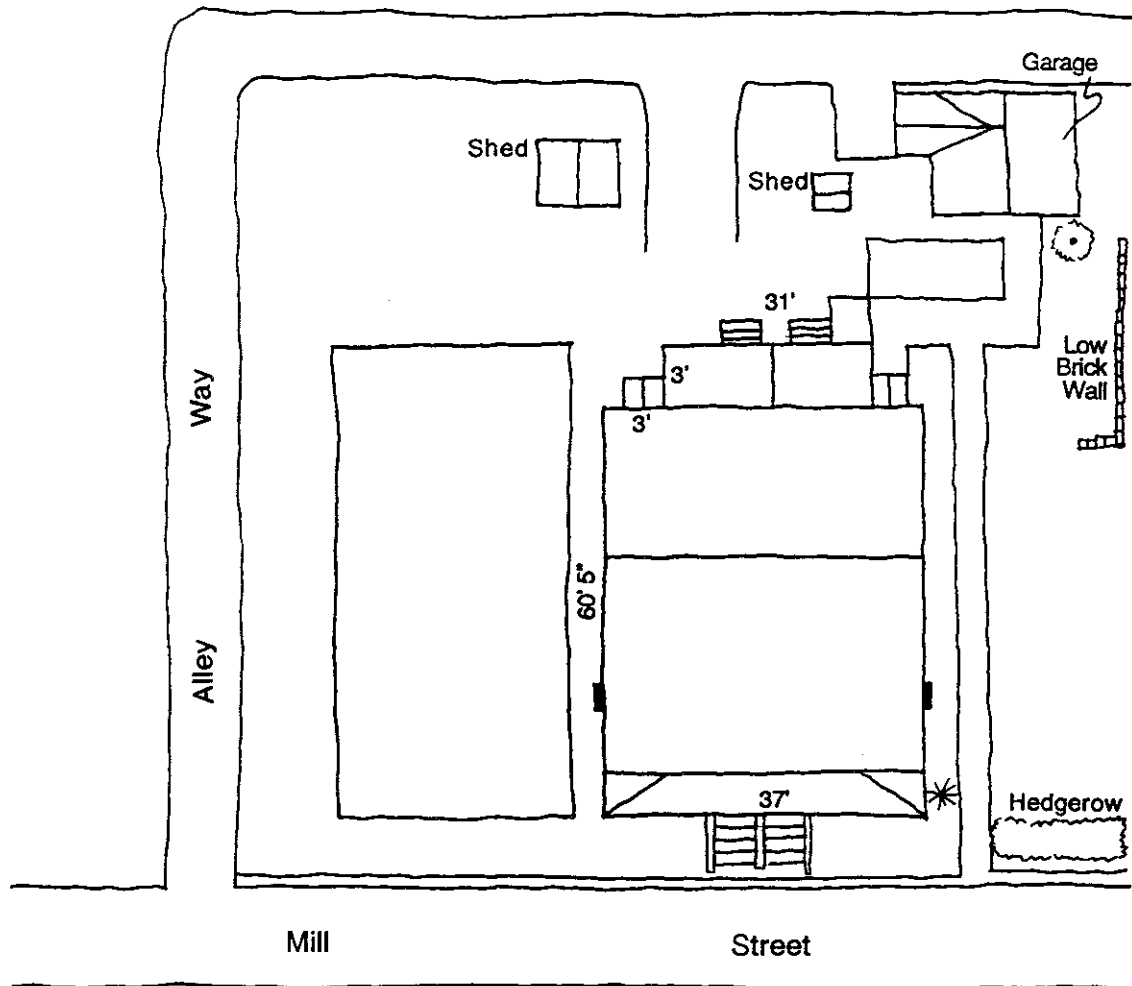 Garage
Shed
Shed
31'
Low
Brick
Wall
3'
3'
Way
60' 5"
Alley
37'
Hedgerow
Mill Street